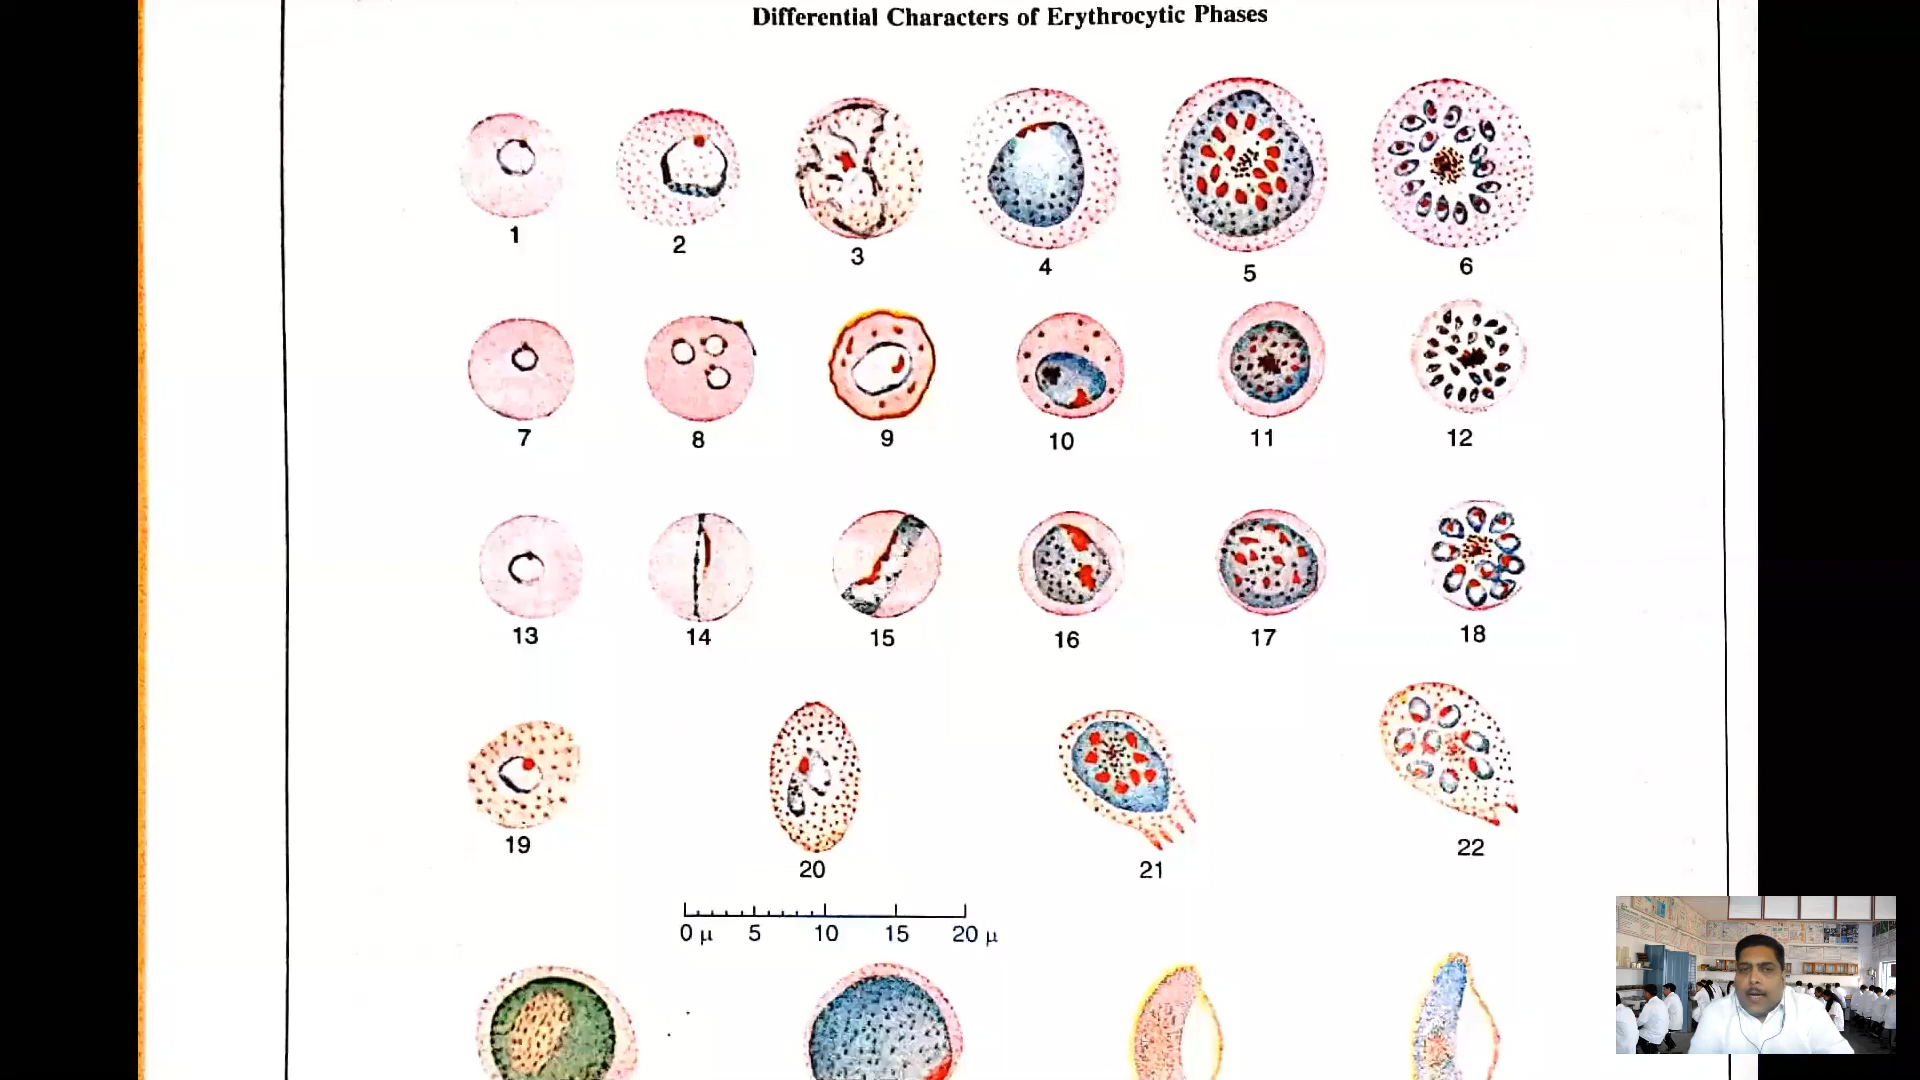 Differential Characters of Erythrocytic Phases
1 2 3 4 5 6
7 8 9 10 11 12
13 14 15 16 17 18
19 20 21 22
0 μ 5 10 15 20 μ